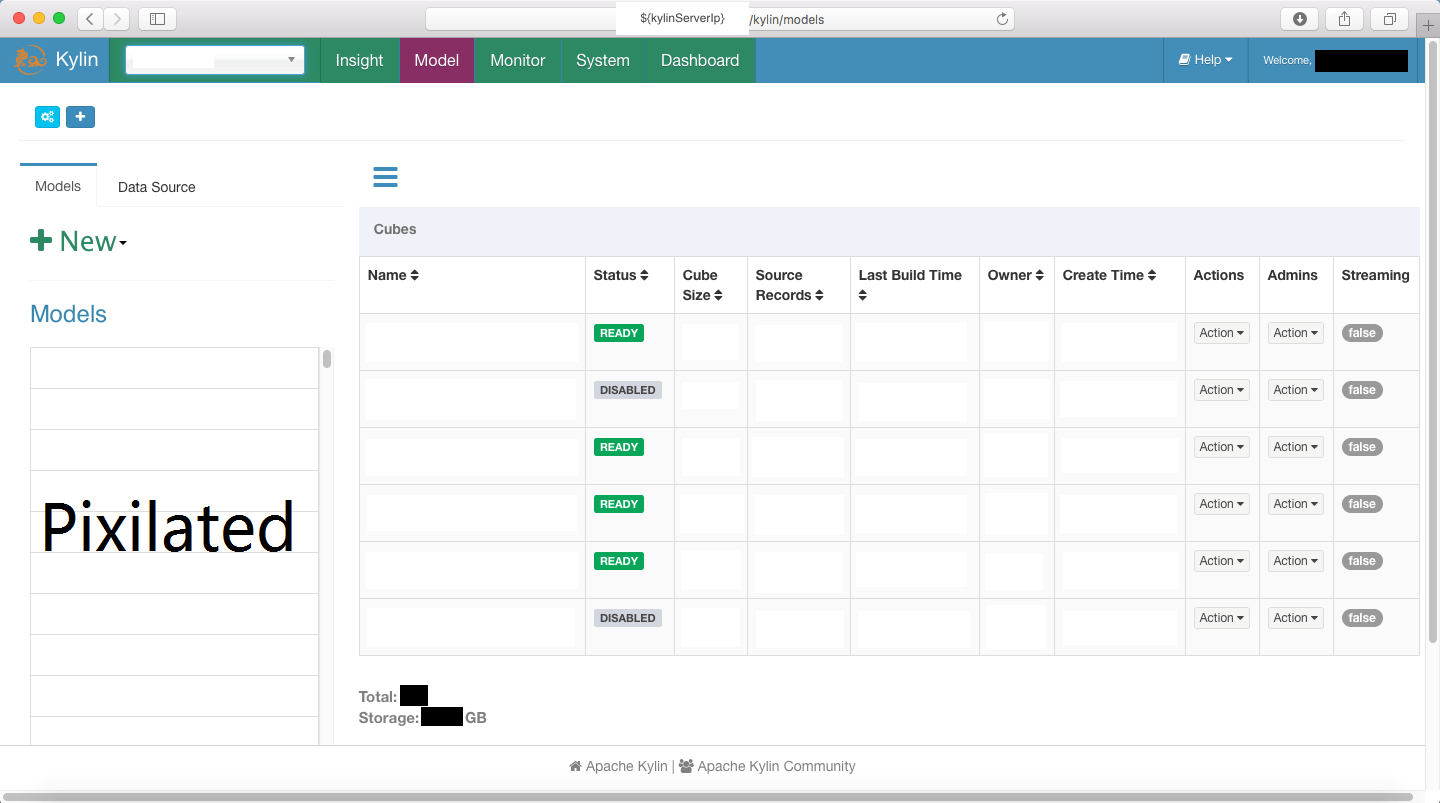 ${kylinServerIp} /kylin/models
Kylin Insight Model Monitor System Dashboard Help Welcome,
Models Data Source
New
Models
Pixilated
Cubes
Name Status Cube Size Source Records Last Build Time Owner Create Time Actions Admins Streaming
READY Action Action false
DISABLED Action Action false
READY Action Action false
READY Action Action false
READY Action Action false
DISABLED Action Action false
Total:
Storage: GB
Apache Kylin | Apache Kylin Community